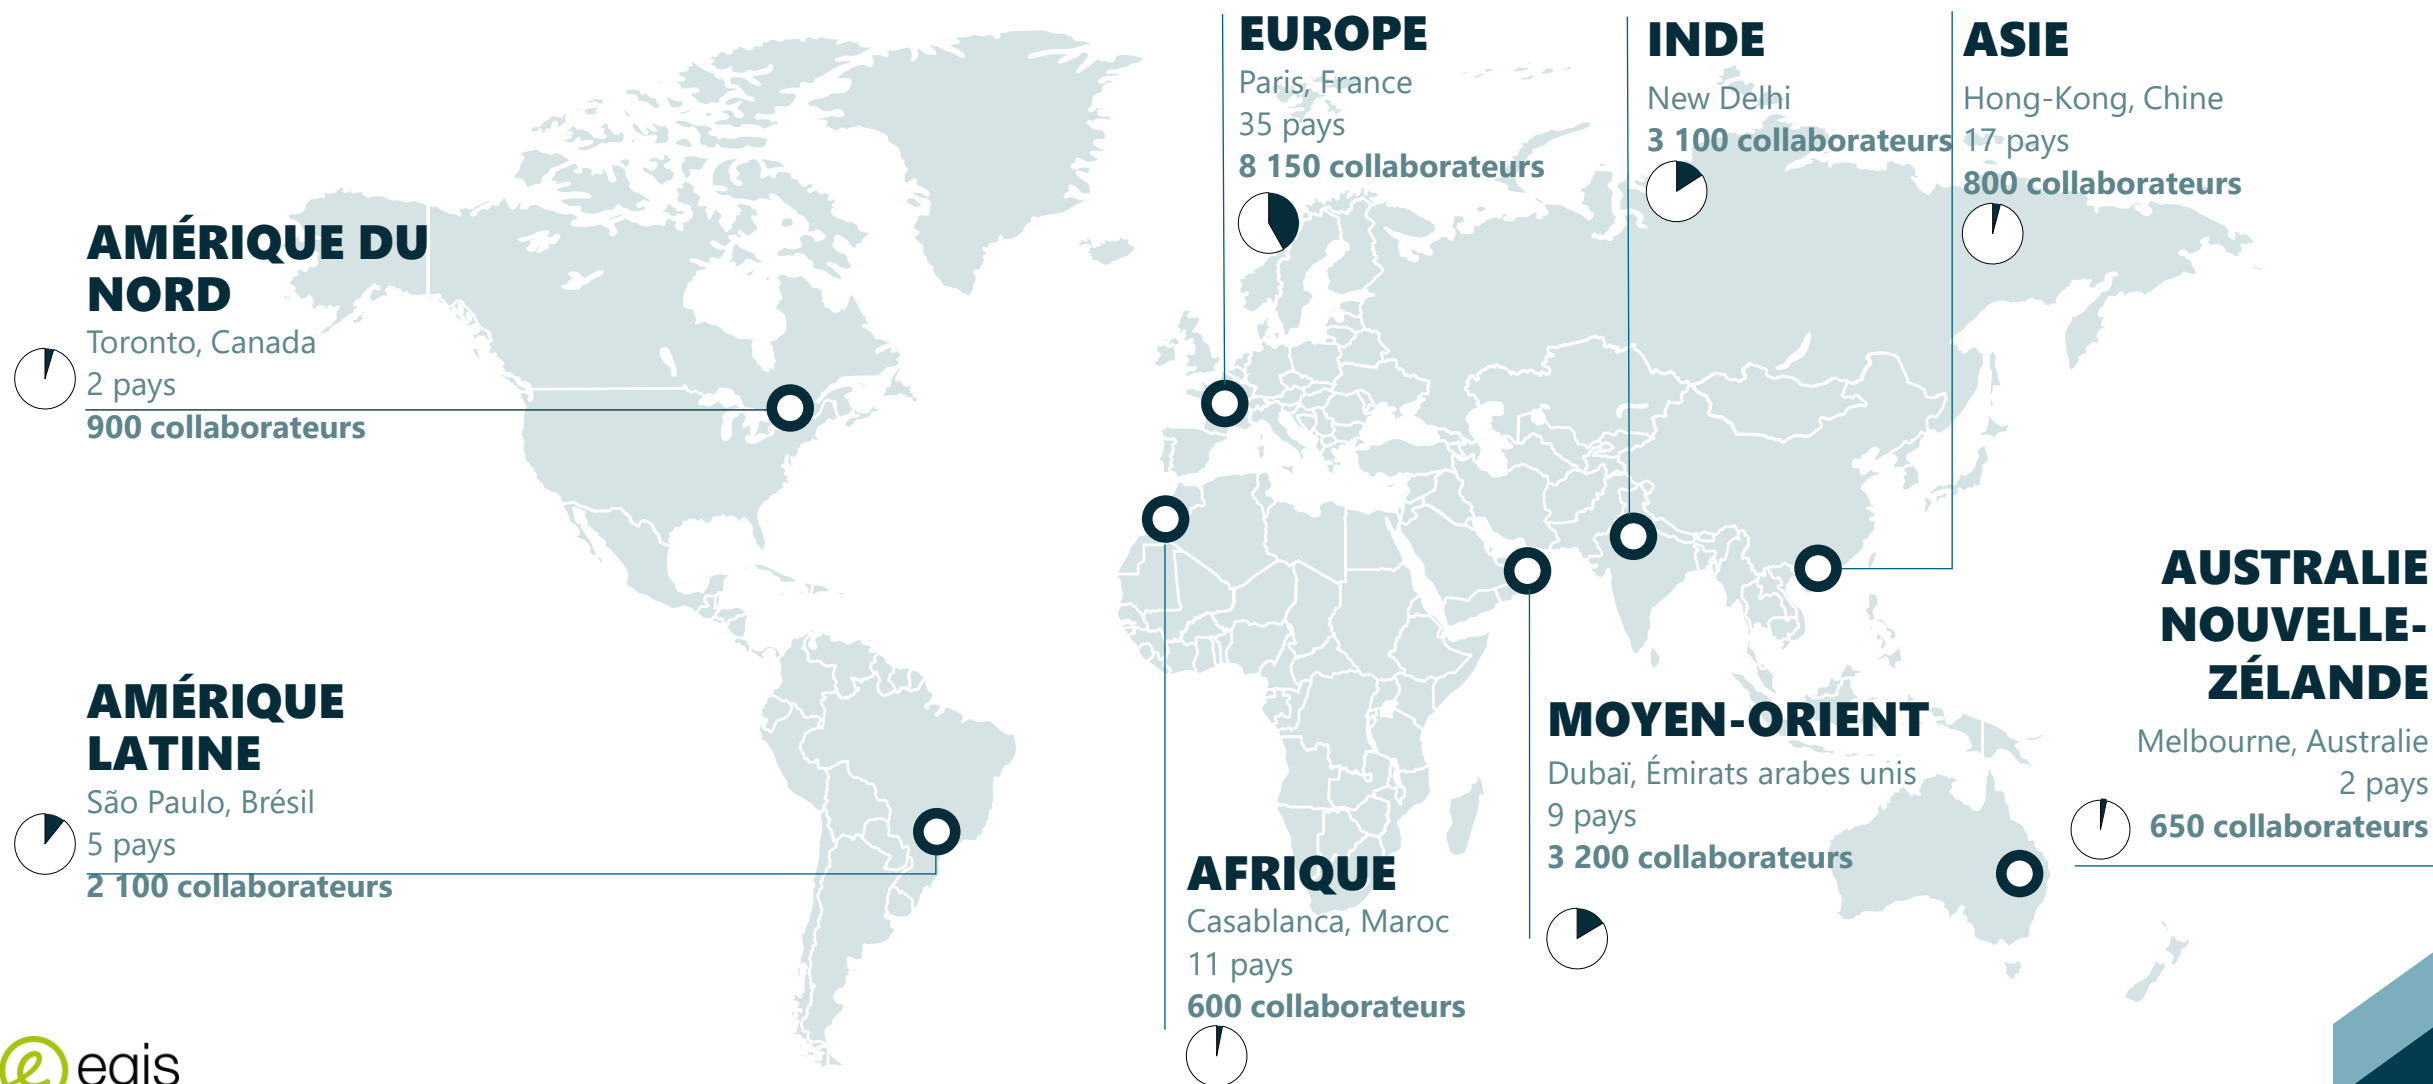 EUROPE
Paris, France
35 pays
8 150 collaborateurs
INDE
New Delhi
3 100 collaborateurs
ASIE
Hong-Kong, Chine
17 pays
800 collaborateurs
AMÉRIQUE DU
NORD
Toronto, Canada
2 pays
900 collaborateurs
AMÉRIQUE
LATINE
São Paulo, Brésil
5 pays
2 100 collaborateurs
AFRIQUE
Casablanca, Maroc
11 pays
600 collaborateurs
MOYEN-ORIENT
Dubaï, Émirats arabes unis
9 pays
3 200 collaborateurs
AUSTRALIE
NOUVELLE-
ZÉLANDE
Melbourne, Australie
2 pays
650 collaborateurs
egis